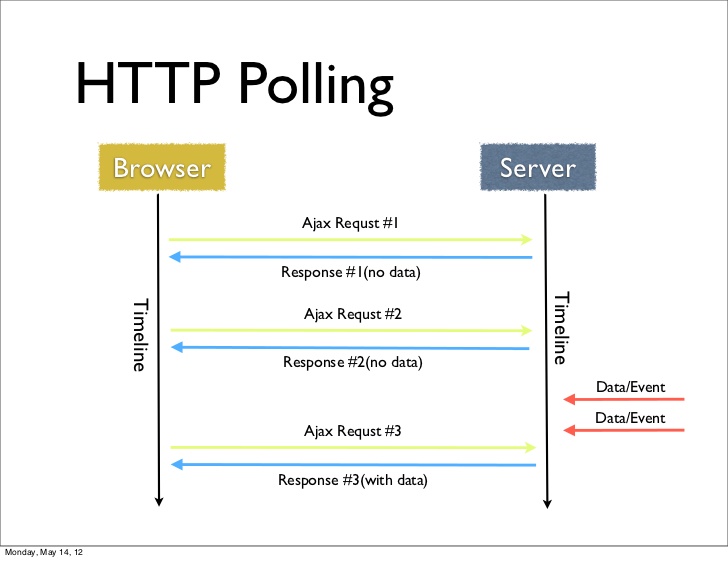 HTTP Polling
Browser
Server
Ajax Requst #1
Response #1(no data)
Timeline
Timeline
Ajax Requst #2
Response #2(no data)
Data/Event
Data/Event
Ajax Requst #3
Response #3(with data)
Monday, May 14, 12